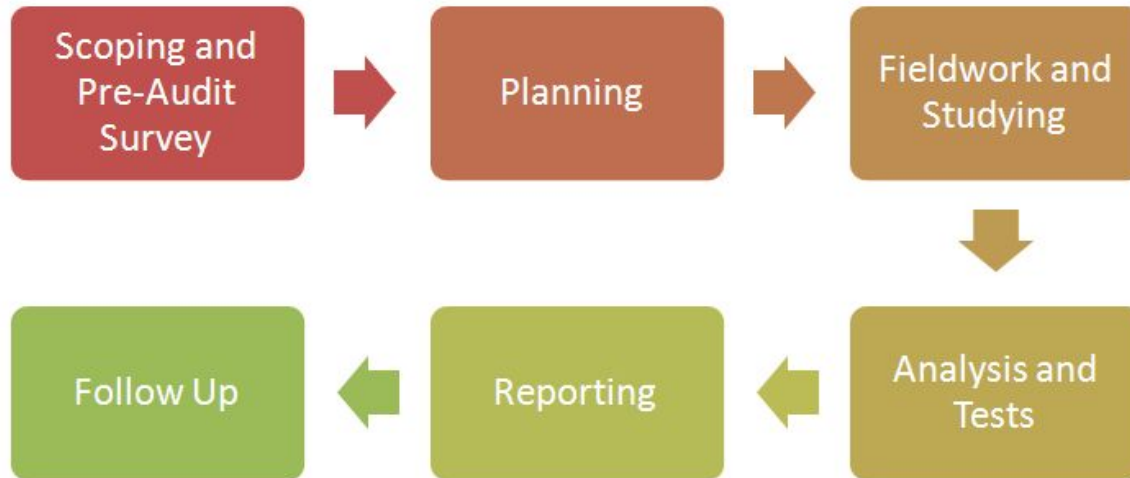 Scoping and
Pre-Audit
Survey
Planning
Fieldwork and
Studying
Analysis and
Tests
Reporting
Follow Up